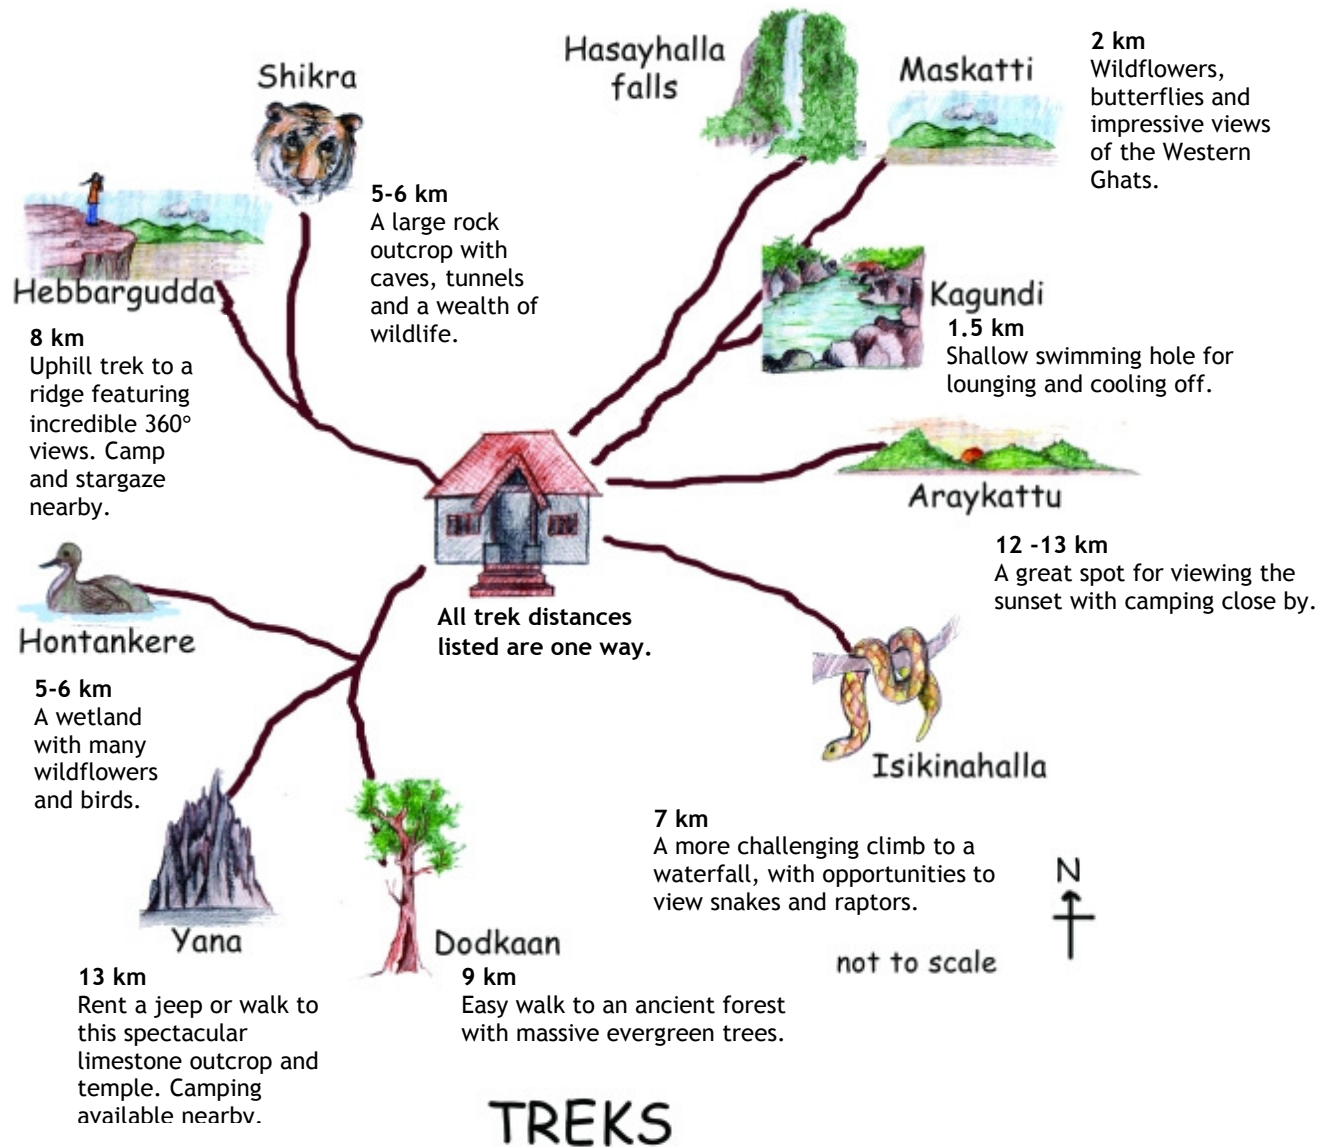 Hasayhalla
falls
Maskatti
2 km
Wildflowers,
butterflies and
impressive views
of the Western
Ghats.
Shikra
5-6 km
A large rock
outcrop with
caves, tunnels
and a wealth of
wildlife.
Hebbargudda
8 km
Uphill trek to a
ridge featuring
incredible 360°
views. Camp
and stargaze
nearby.
Kagundi
1.5 km
Shallow swimming hole for
lounging and cooling off.
Araykattu
12 -13 km
A great spot for viewing the
sunset with camping close by.
All trek distances
listed are one way.
Hontankere
5-6 km
A wetland
with many
wildflowers
and birds.
Isikinahalla
7 km
A more challenging climb to a
waterfall, with opportunities to
view snakes and raptors.
Yana
13 km
Rent a jeep or walk to
this spectacular
limestone outcrop and
temple. Camping
available nearby.
Dodkaan
9 km
Easy walk to an ancient forest
with massive evergreen trees.
N
not to scale
TREKS